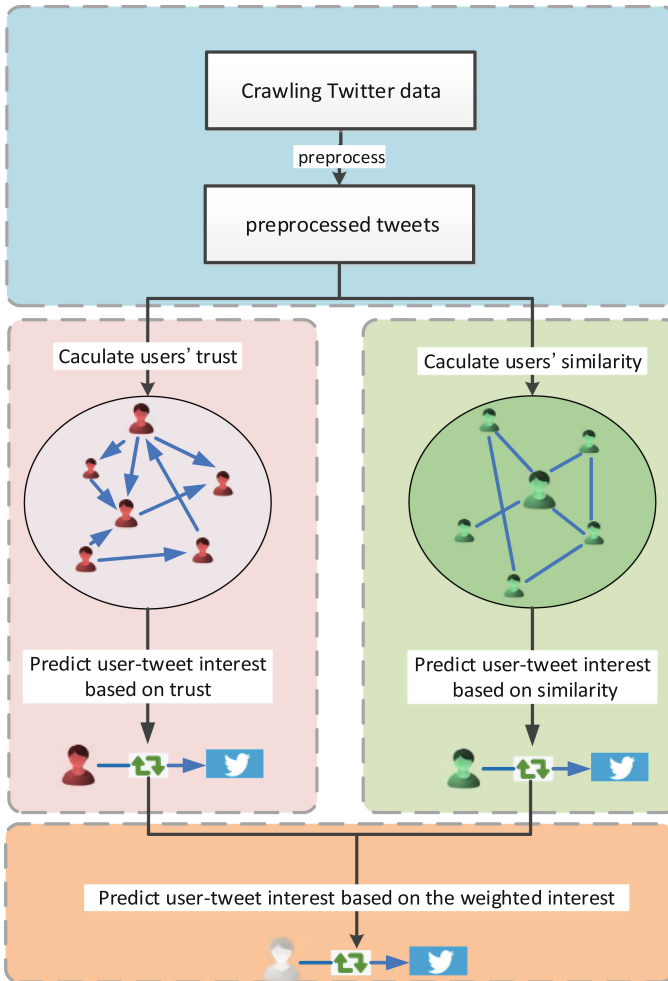 Crawling Twitter data
preprocess
preprocessed tweets
Caculate users’ trust
Caculate users’ similarity
Predict user-tweet interest
based on trust
Predict user-tweet interest
based on similarity
Predict user-tweet interest based on the weighted interest